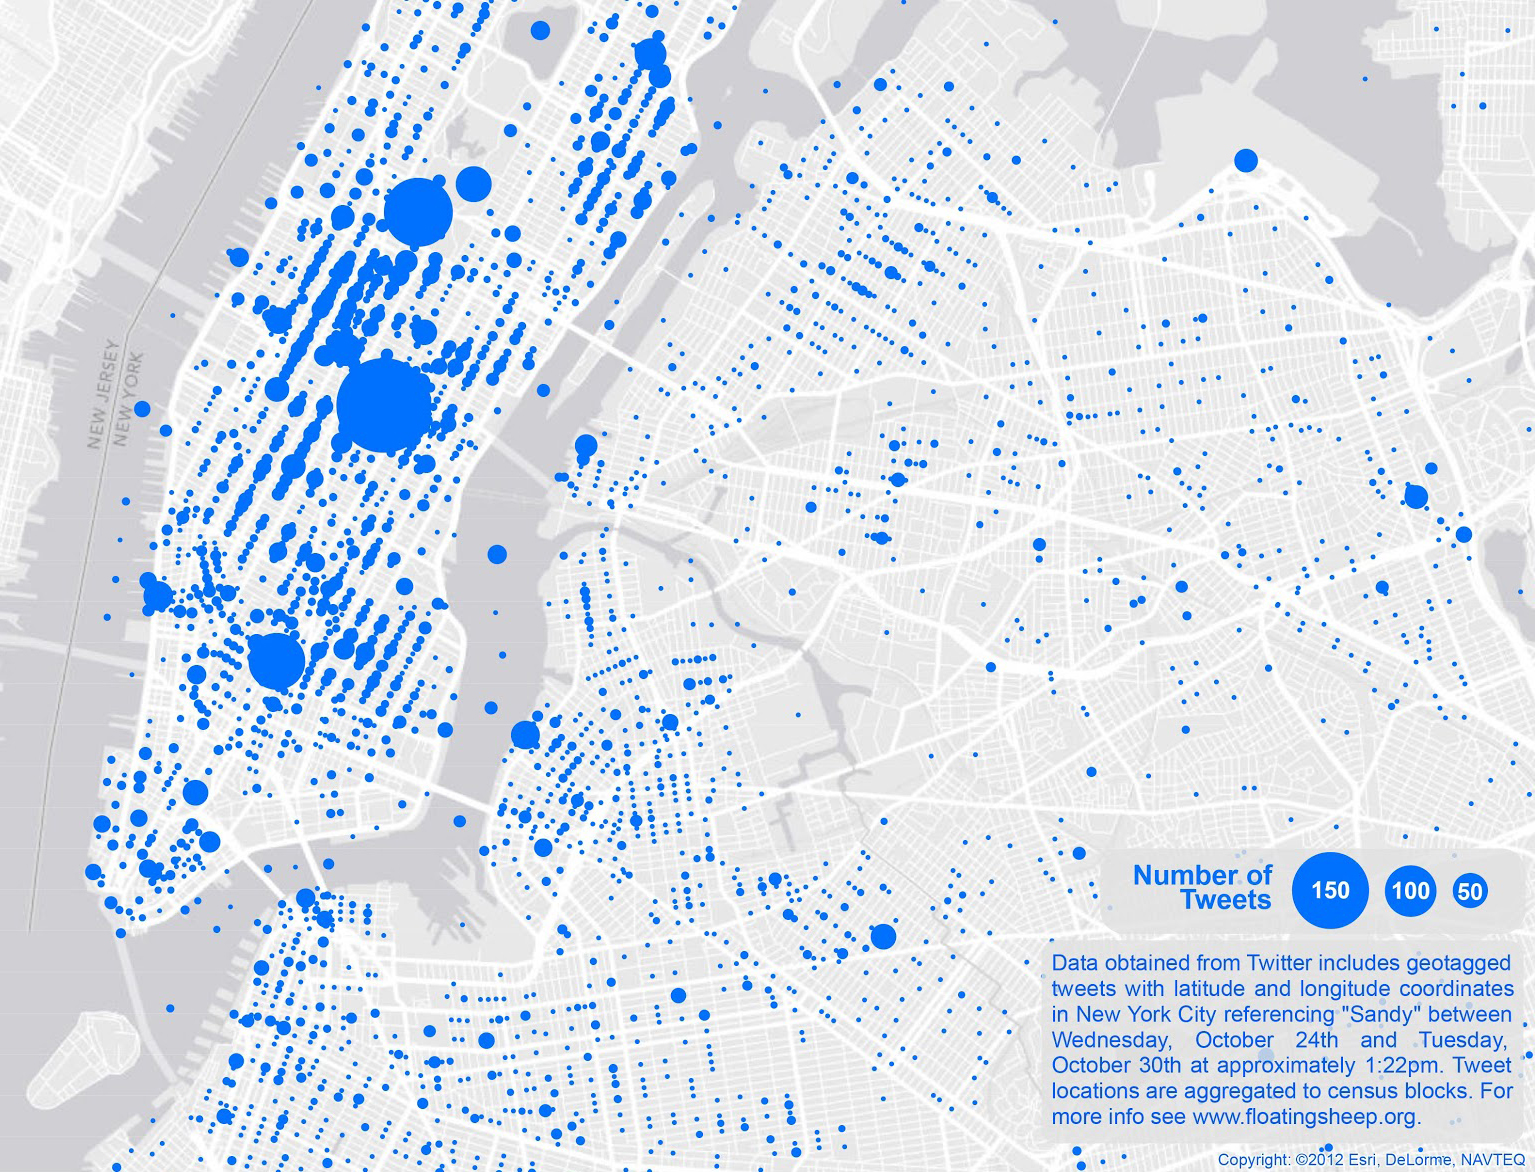 NEW JERSEY
NEW YORK
Number of
Tweets
150
100
50
Data obtained from Twitter includes geotagged
tweets with latitude and longitude coordinates
in New York City referencing "Sandy" between
Wednesday, October 24th and Tuesday,
October 30th at approximately 1:22pm. Tweet
locations are aggregated to census blocks. For
more info see www.floatingsheep.org.
Copyright: ©2012 Esri, DeLorme, NAVTEQ